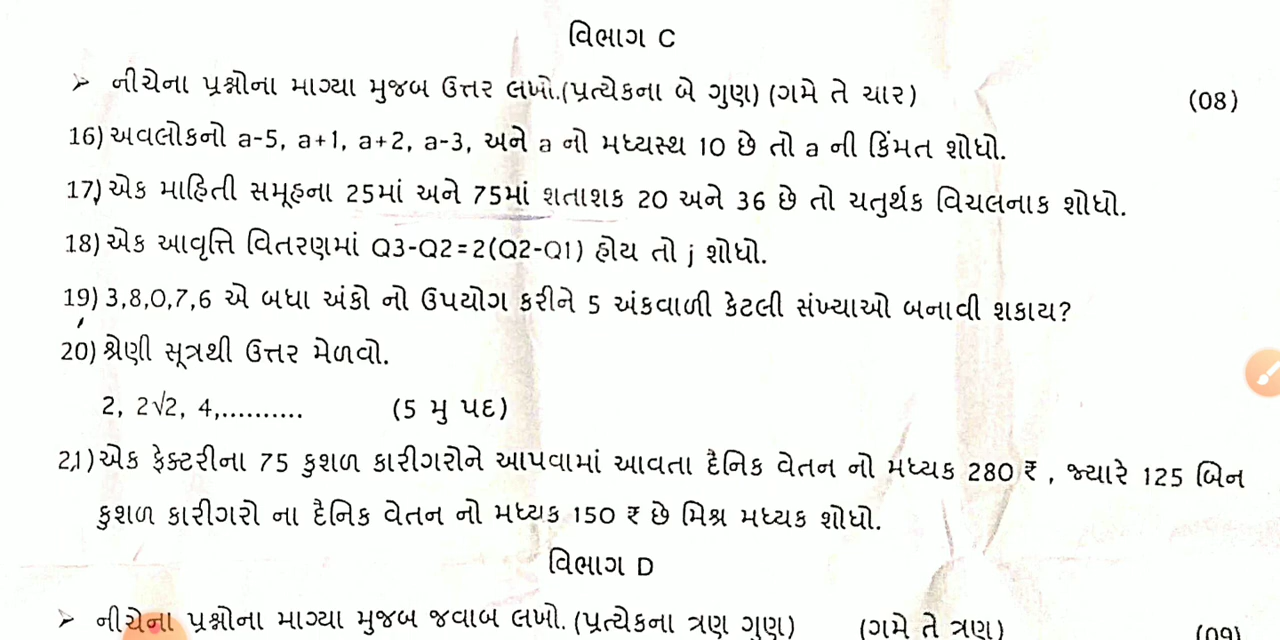 વિભાગ C
➤ નીચેના પ્રશ્નોના માગ્યા મુજબ ઉત્તર લખો.(પ્રત્યેકના બે ગુણ) (ગમે તે ચાર) (08)
16) અવલોકનો a-5, a+1, a+2, a-3, અને a નો મધ્યસ્થ 10 છે તો a ની કિંમત શોધો.
17) એક માહિતી સમૂહના 25માં અને 75માં શતાશક 20 અને 36 છે તો ચતુર્થક વિચલનાક શોધો.
18) એક આવૃત્તિ વિતરણમાં Q3-Q2=2(Q2-Q1) હોય તો j શોધો.
19) 3,8,0,7,6 એ બધા અંકો નો ઉપયોગ કરીને 5 અંકવાળી કેટલી સંખ્યાઓ બનાવી શકાય?
20) શ્રેણી સૂત્રથી ઉત્તર મેળવો.
2, 2√2, 4,.......... (5 મુ પદ)
21) એક ફેક્ટરીના 75 કુશળ કારીગરોને આપવામાં આવતા દૈનિક વેતન નો મધ્યક 280 ₹ , જ્યારે 125 બિન
કુશળ કારીગરો ના દૈનિક વેતન નો મધ્યક 150 ₹ છે મિશ્ર મધ્યક શોધો.
વિભાગ D
➤ નીચેના પ્રશ્નોના માગ્યા મુજબ જવાબ લખો. (પ્રત્યેકના ત્રણ ગુણ) (ગમે તે ત્રણ) (09)